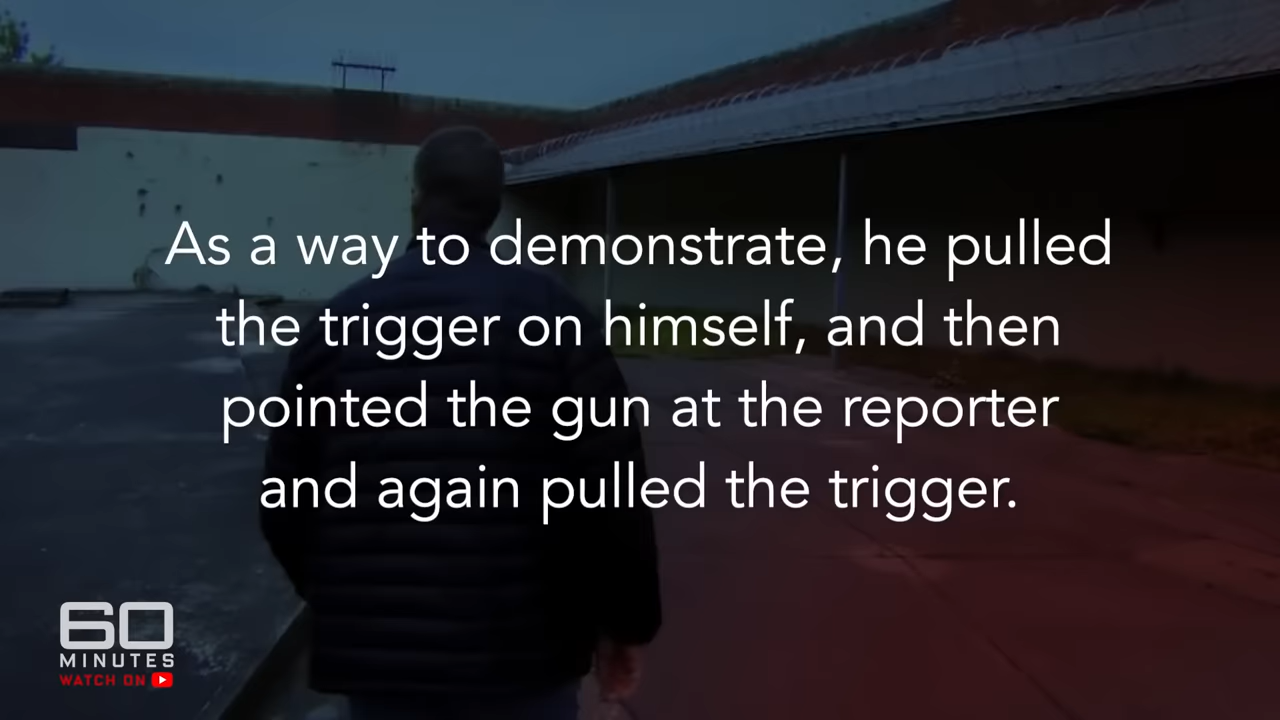 As a way to demonstrate, he pulled
the trigger on himself, and then
pointed the gun at the reporter
and again pulled the trigger.
60
MINUTES
WATCH ON